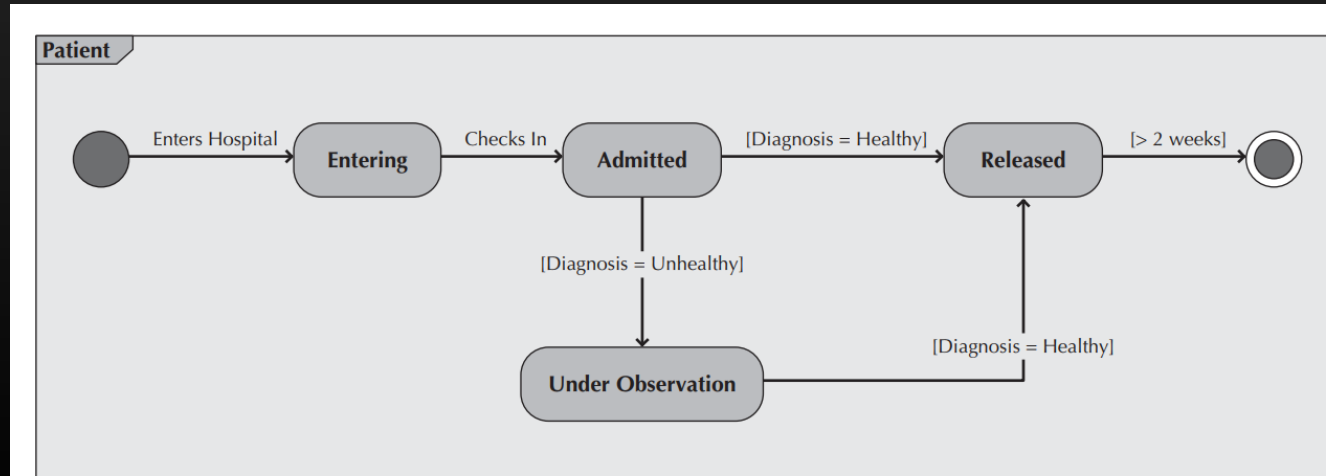 Patient
Enters Hospital
Entering
Checks In
Admitted
[Diagnosis = Healthy]
Released
[> 2 weeks]
[Diagnosis = Unhealthy]
[Diagnosis = Healthy]
Under Observation